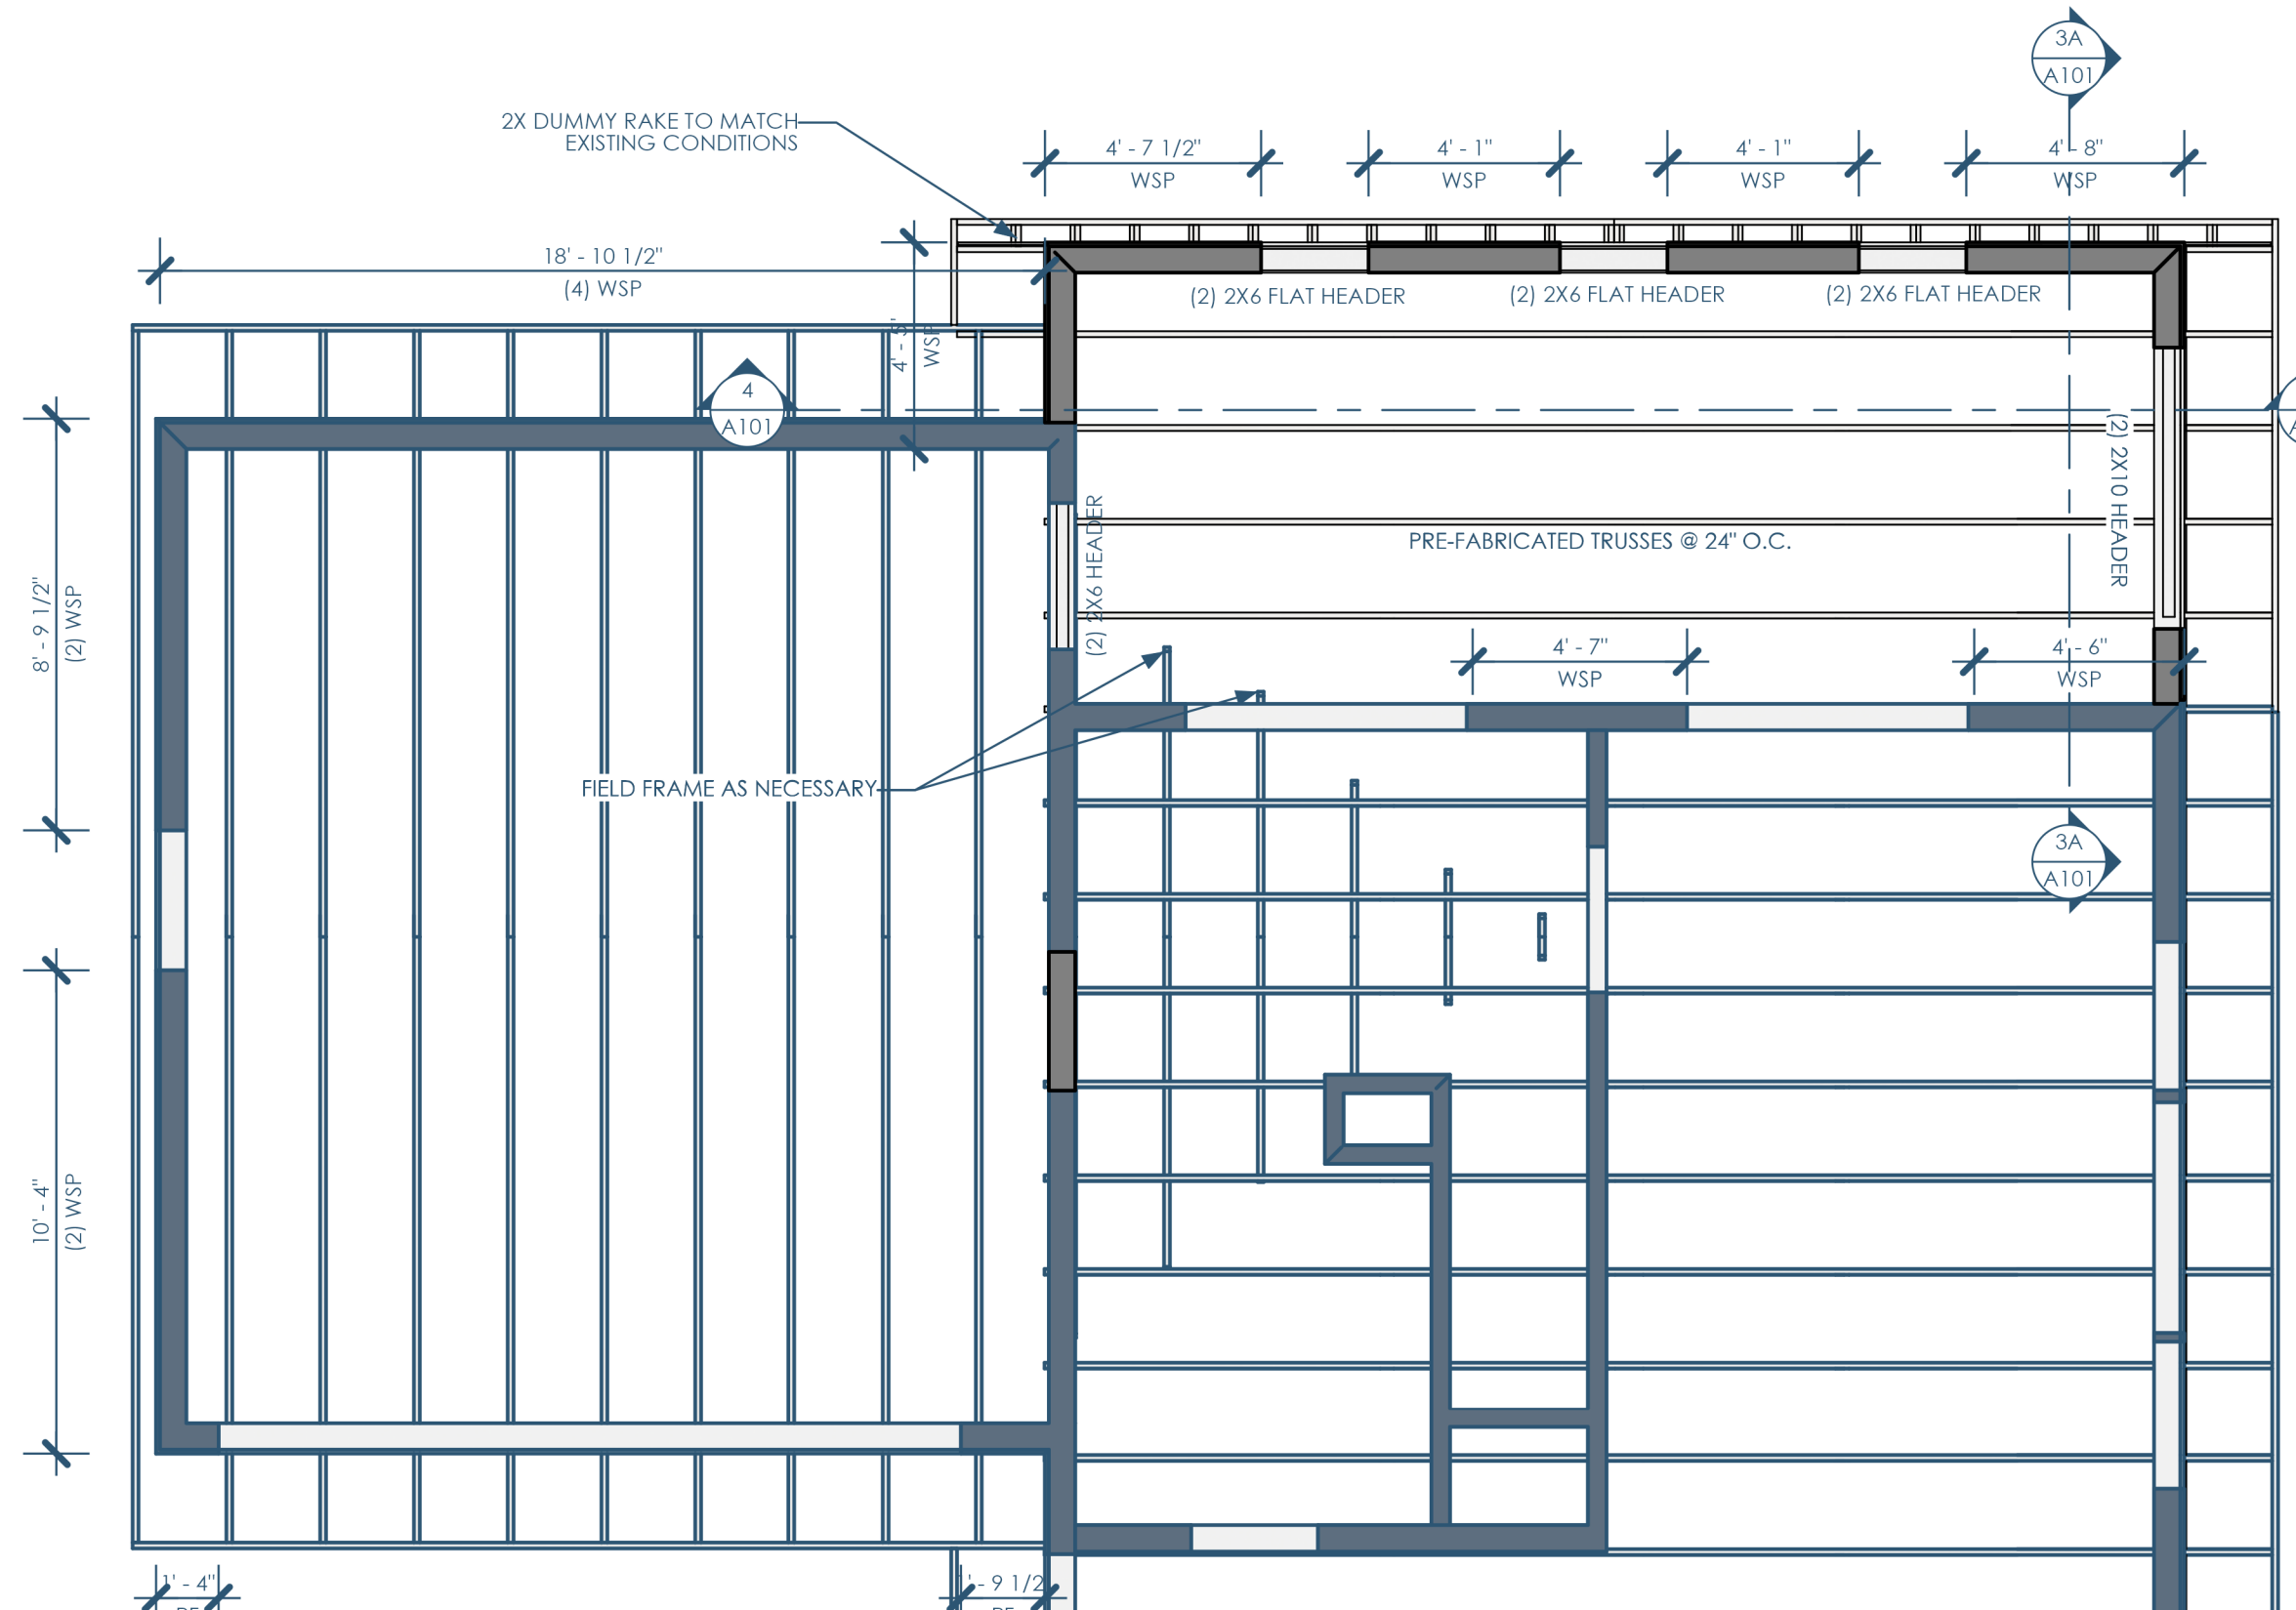 3A
A101
2X DUMMY RAKE TO MATCH
EXISTING CONDITIONS
4' - 7 1/2"
WSP
4' - 1"
WSP
4' - 1"
WSP
4' - 8"
WSP
18' - 10 1/2"
(4) WSP
(2) 2X6 FLAT HEADER
(2) 2X6 FLAT HEADER
(2) 2X6 FLAT HEADER
4' - 5"
WSP
4
A101
(2) 2X10 HEADER
(2) 2X6 HEADER
PRE-FABRICATED TRUSSES @ 24" O.C.
8' - 9 1/2"
(2) WSP
4' - 7"
WSP
4' - 6"
WSP
FIELD FRAME AS NECESSARY
3A
A101
10' - 4"
(2) WSP
1' - 4"
' - 9 1/2